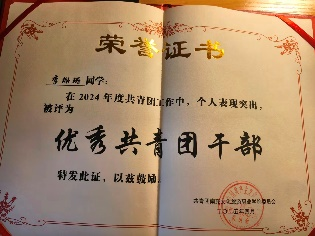 荣誉证书
同学：
在2024年度共青团工作中，个人表现突出，
被评为
优秀共青团干部
特发此证，以兹鼓励。